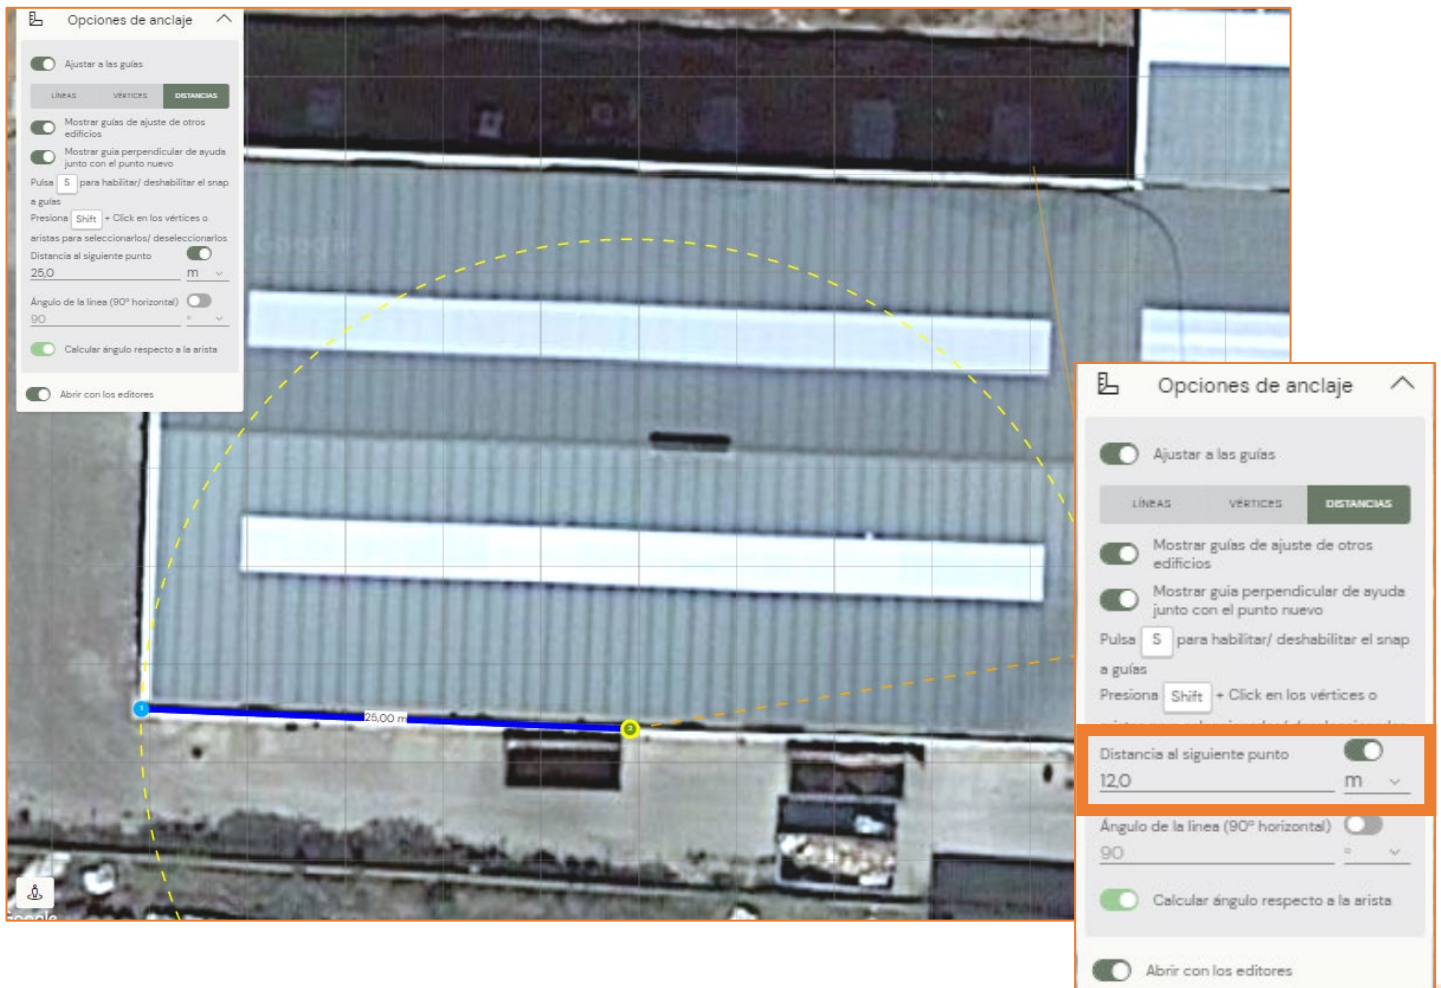 Opciones de anclaje
Ajustar a las guías
LÍNEAS VÉRTICES DISTANCIAS
Mostrar guías de ajuste de otros
edificios
Mostrar guía perpendicular de ayuda
junto con el punto nuevo
Pulsa S para habilitar/ deshabilitar el snap
a guías
Presiona Shift + Click en los vértices o
aristas para seleccionarlos/ deseleccionarlos
Distancia al siguiente punto
25,0 m
Ángulo de la línea (90º horizontal)
90 º
Calcular ángulo respecto a la arista
Abrir con los editores
Google
1
25,00 m
2
Google
Opciones de anclaje
Ajustar a las guías
LÍNEAS VÉRTICES DISTANCIAS
Mostrar guías de ajuste de otros
edificios
Mostrar guía perpendicular de ayuda
junto con el punto nuevo
Pulsa S para habilitar/ deshabilitar el snap
a guías
Presiona Shift + Click en los vértices o
Distancia al siguiente punto
12,0 m
Ángulo de la línea (90º horizontal)
90 º
Calcular ángulo respecto a la arista
Abrir con los editores